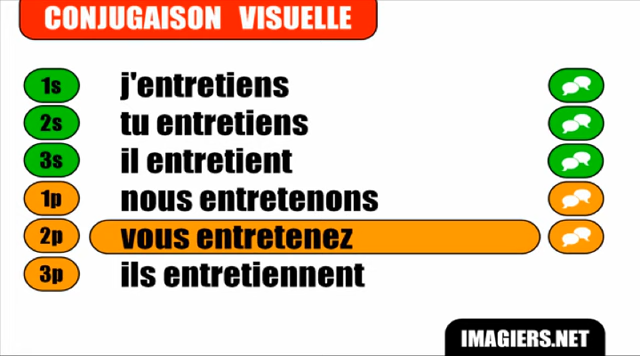 CONJUGAISON VISUELLE
1s j'entretiens
2s tu entretiens
3s il entretient
1p nous entretenons
2p vous entretenez
3p ils entretiennent
IMAGIERS.NET